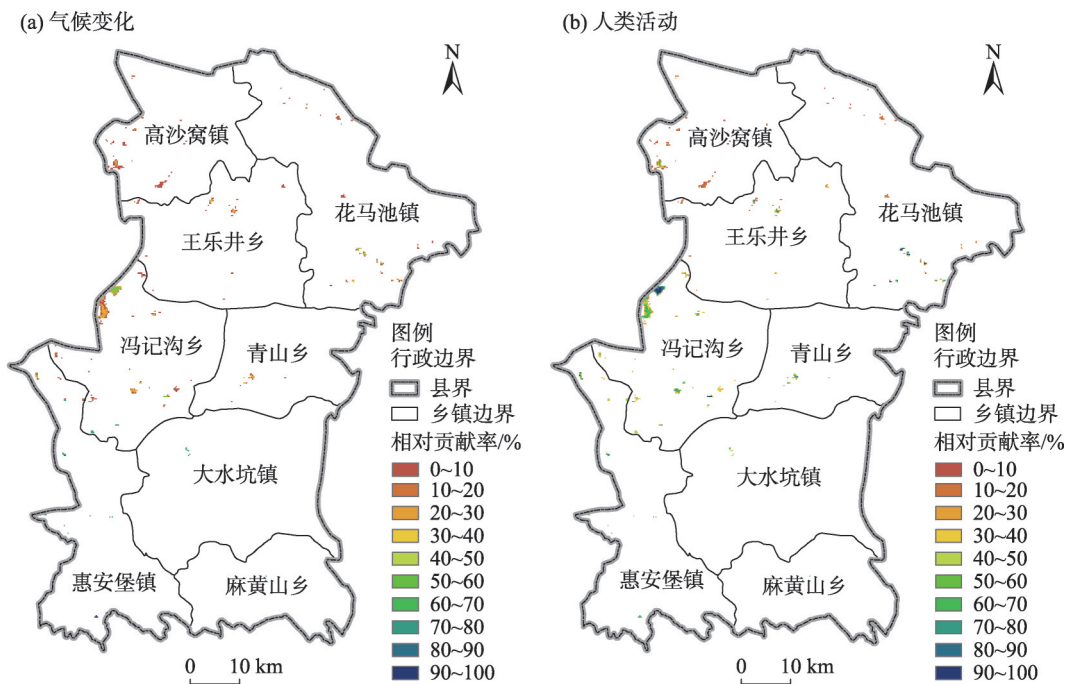 (a) 气候变化
N
高沙窝镇
花马池镇
王乐井乡
冯记沟乡
青山乡
大水坑镇
惠安堡镇
麻黄山乡
图例
行政边界
县界
乡镇边界
相对贡献率/%
0~10
10~20
20~30
30~40
40~50
50~60
60~70
70~80
80~90
90~100
0 10 km
(b) 人类活动
N
高沙窝镇
花马池镇
王乐井乡
冯记沟乡
青山乡
大水坑镇
惠安堡镇
麻黄山乡
图例
行政边界
县界
乡镇边界
相对贡献率/%
0~10
10~20
20~30
30~40
40~50
50~60
60~70
70~80
80~90
90~100
0 10 km